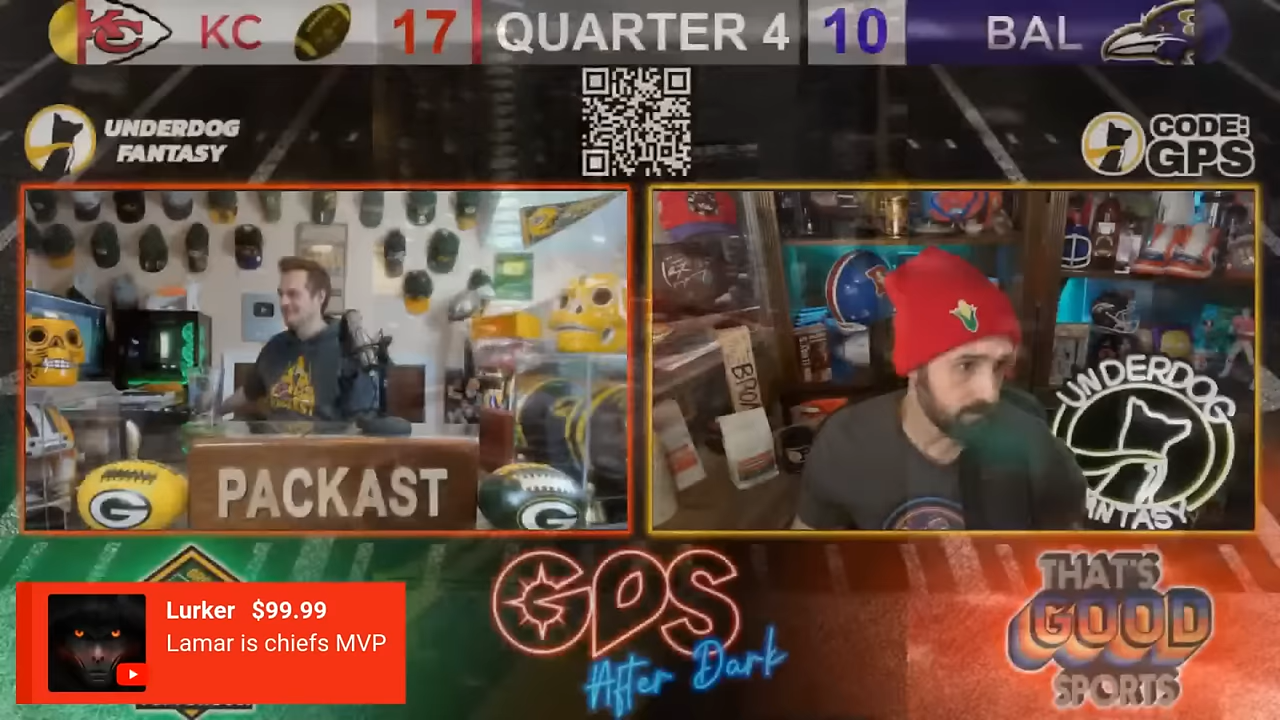 KC 17 QUARTER 4 10 BAL
UNDERDOG
FANTASY
CODE:
GPS
PACKAST
UNDERDOG
FANTASY
GPS
After Dark
THAT'S
GOOD
SPORTS
Lurker $99.99
Lamar is chiefs MVP